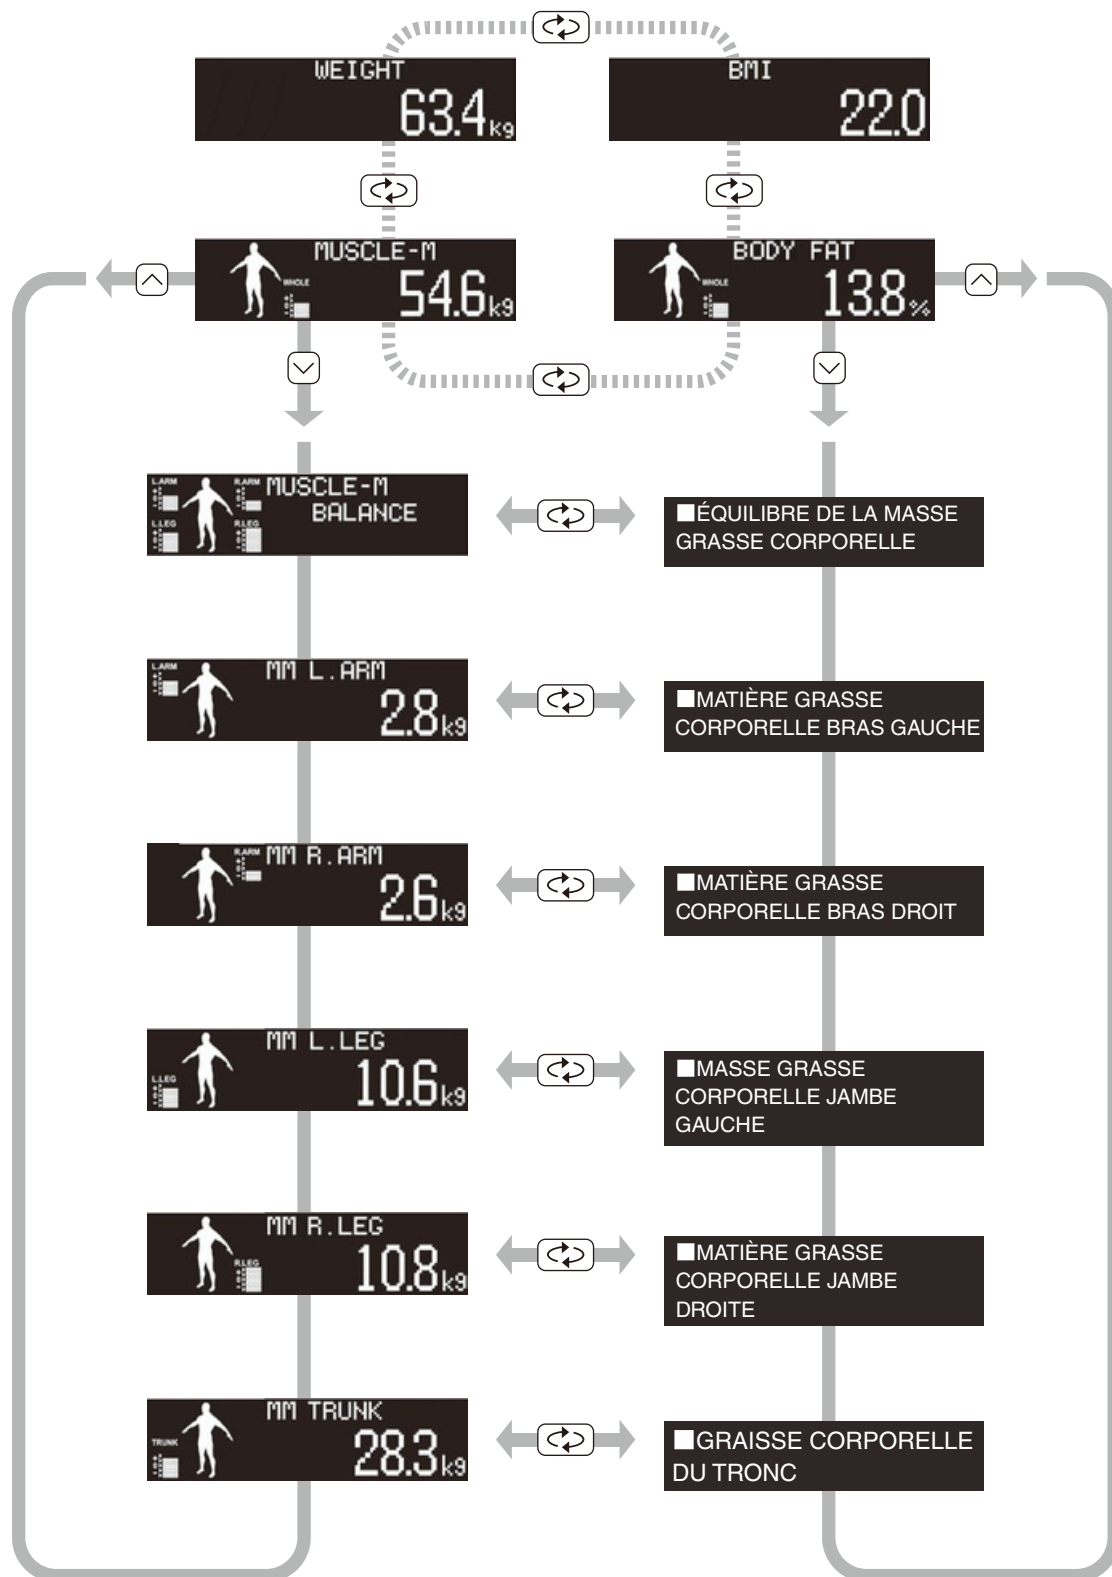 WEIGHT
63.4kg
BMI
22.0
MUSCLE-M
WHOLE
54.6kg
BODY FAT
WHOLE
13.8%
L.ARM
R.ARM
MUSCLE-M
BALANCE
L.LEG
R.LEG
■ÉQUILIBRE DE LA MASSE
GRASSE CORPORELLE
L.ARM
MM L.ARM
2.8kg
■MATIÈRE GRASSE
CORPORELLE BRAS GAUCHE
R.ARM
MM R.ARM
2.6kg
■MATIÈRE GRASSE
CORPORELLE BRAS DROIT
MM L.LEG
L.LEG
10.6kg
■MASSE GRASSE
CORPORELLE JAMBE
GAUCHE
MM R.LEG
R.LEG
10.8kg
■MATIÈRE GRASSE
CORPORELLE JAMBE
DROITE
MM TRUNK
TRUNK
28.3kg
■GRAISSE CORPORELLE
DU TRONC